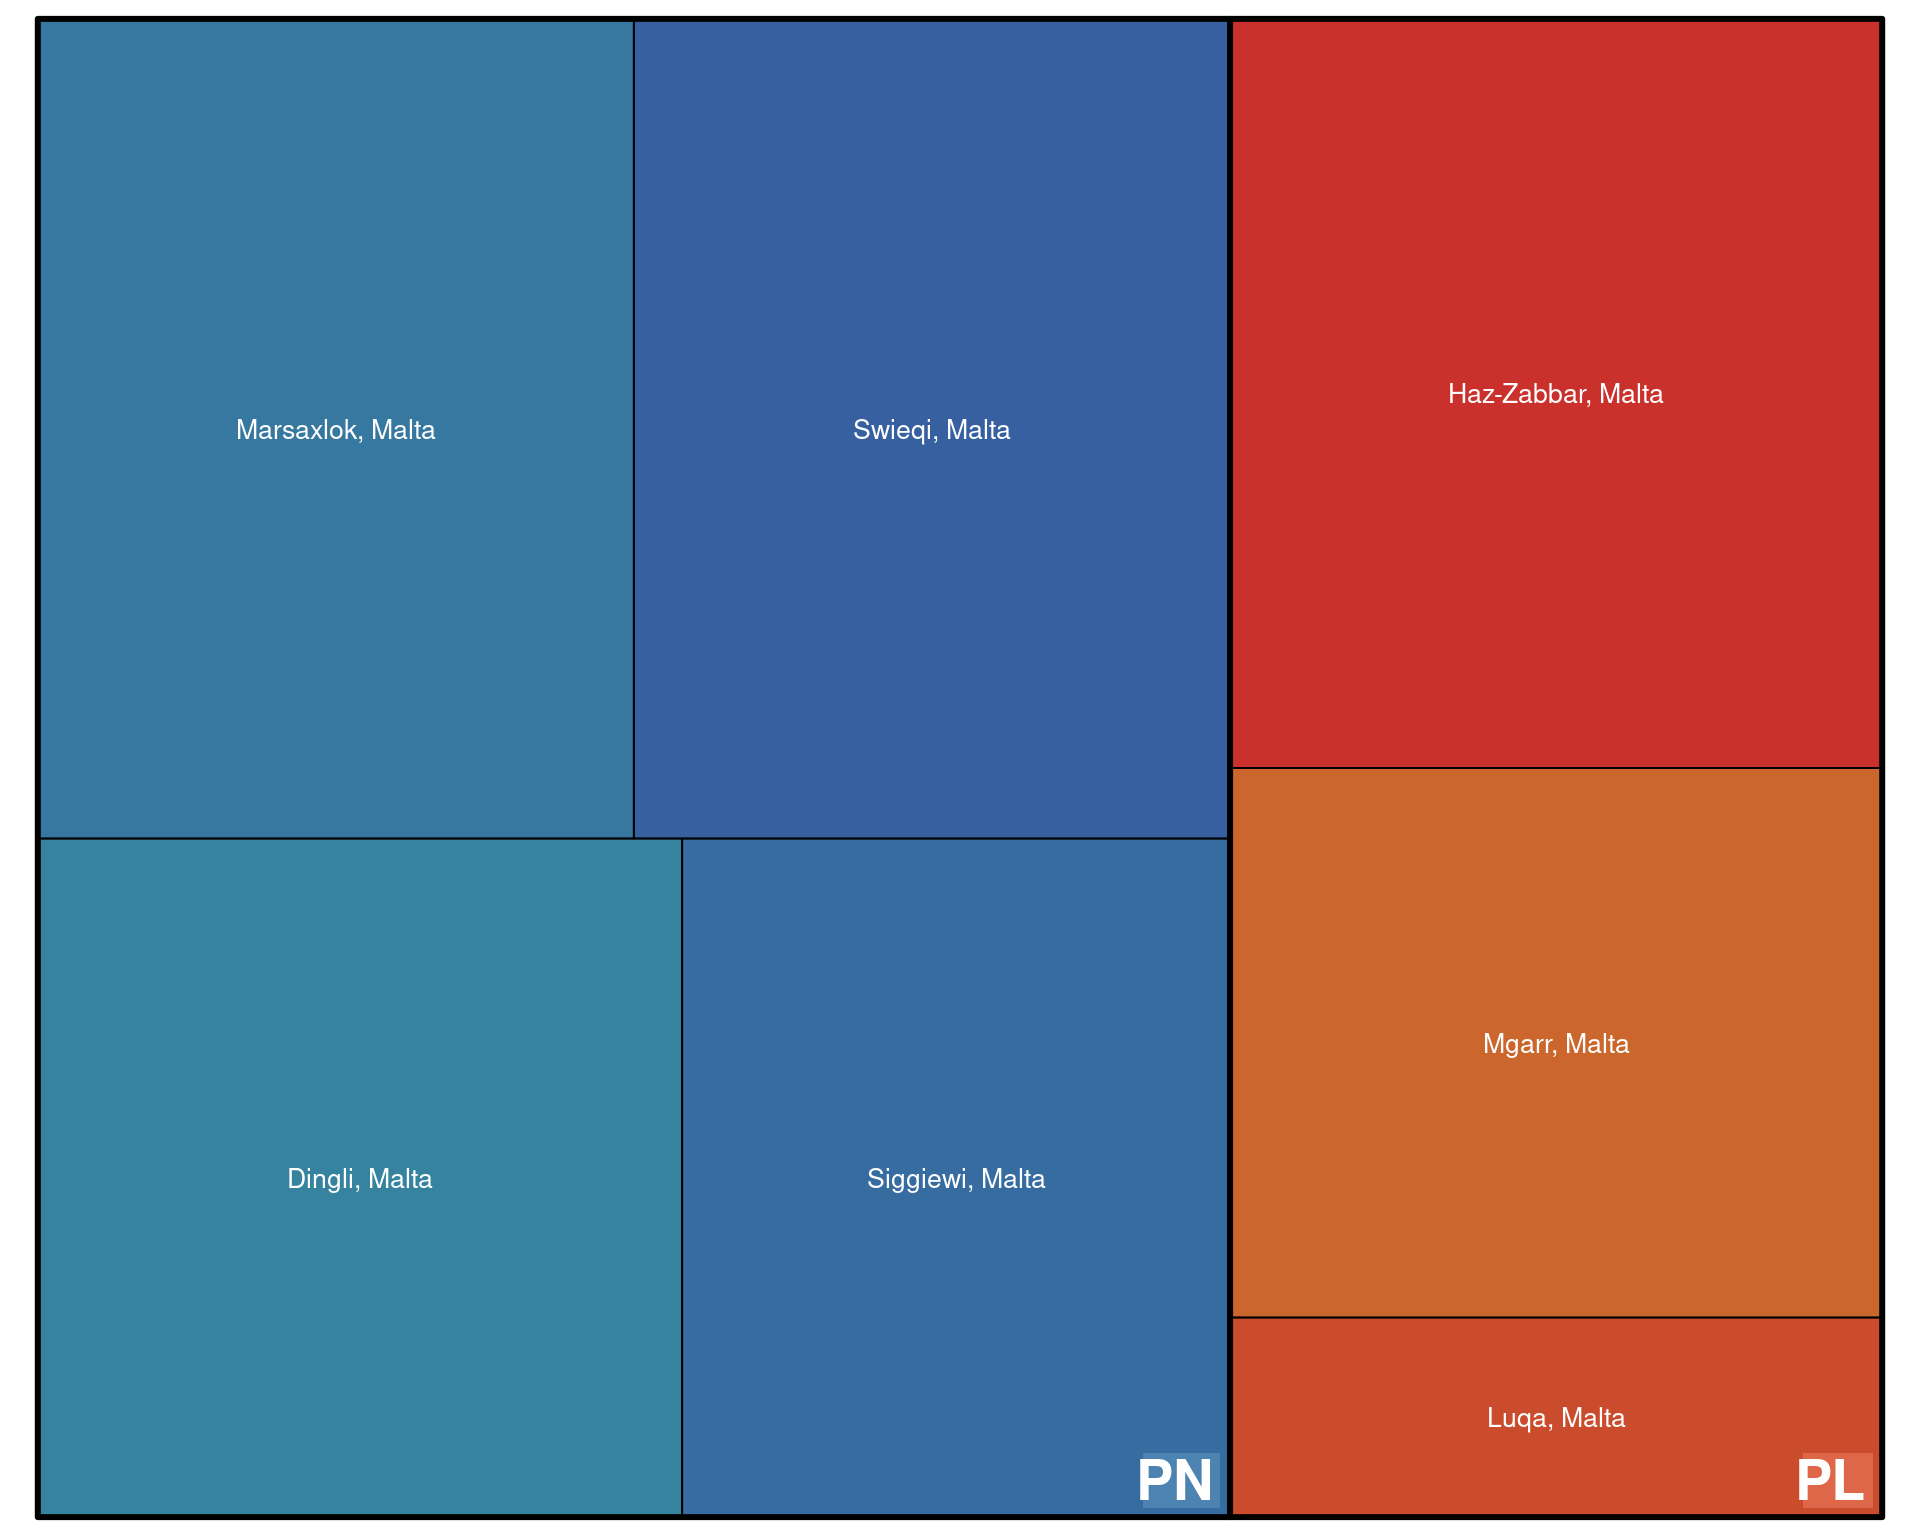 Marsaxlok, Malta
Swieqi, Malta
Haz-Zabbar, Malta
Mgarr, Malta
Dingli, Malta
Siggiewi, Malta
Luqa, Malta
PN
PL